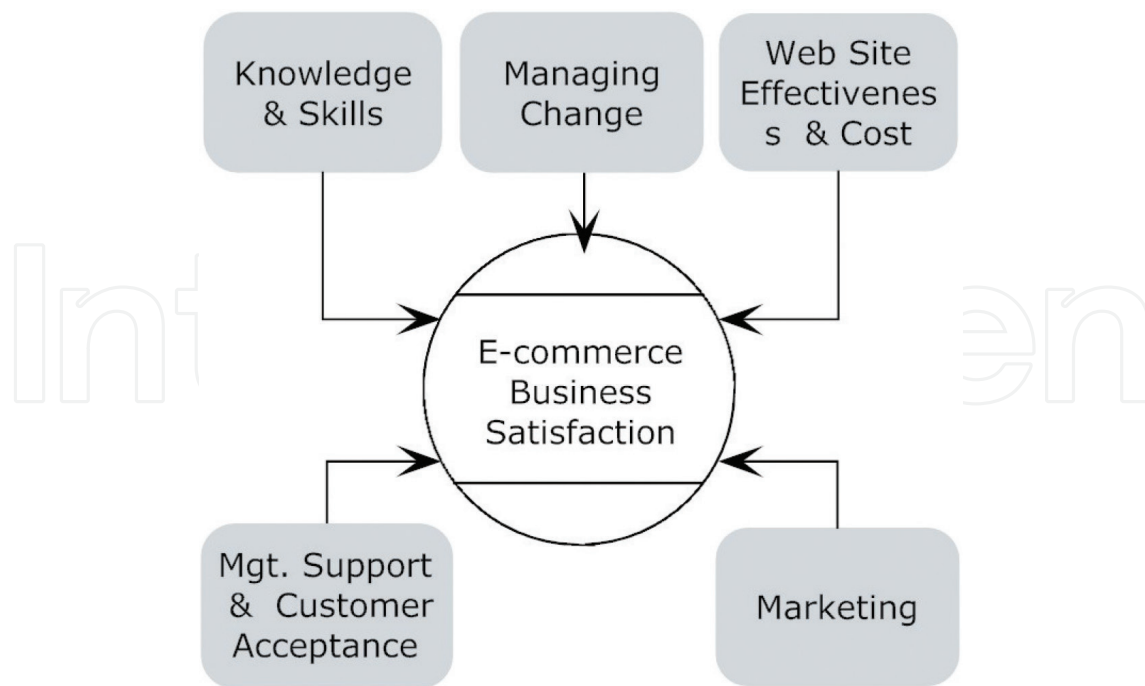 Knowledge
& Skills
Managing
Change
Web Site
Effectivenes
s & Cost
E-commerce
Business
Satisfaction
Mgt. Support
& Customer
Acceptance
Marketing